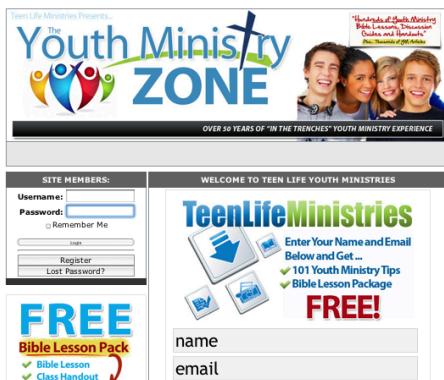 Teen Life Ministries Presents...
The
Youth Ministry
ZONE
"Hundreds of Youth Ministry
Bible Lessons, Discussion
Guides and Handouts"
OVER 50 YEARS OF "IN THE TRENCHES" YOUTH MINISTRY EXPERIENCE
SITE MEMBERS:
Username:
Password:
Remember Me
Login
Register
Lost Password?
FREE
Bible Lesson Pack
Bible Lesson
Class Handout
WELCOME TO TEEN LIFE YOUTH MINISTRIES
TeenLifeMinistries
Enter Your Name and Email
Below and Get ...
101 Youth Ministry Tips
Bible Lesson Package
FREE!
name
email